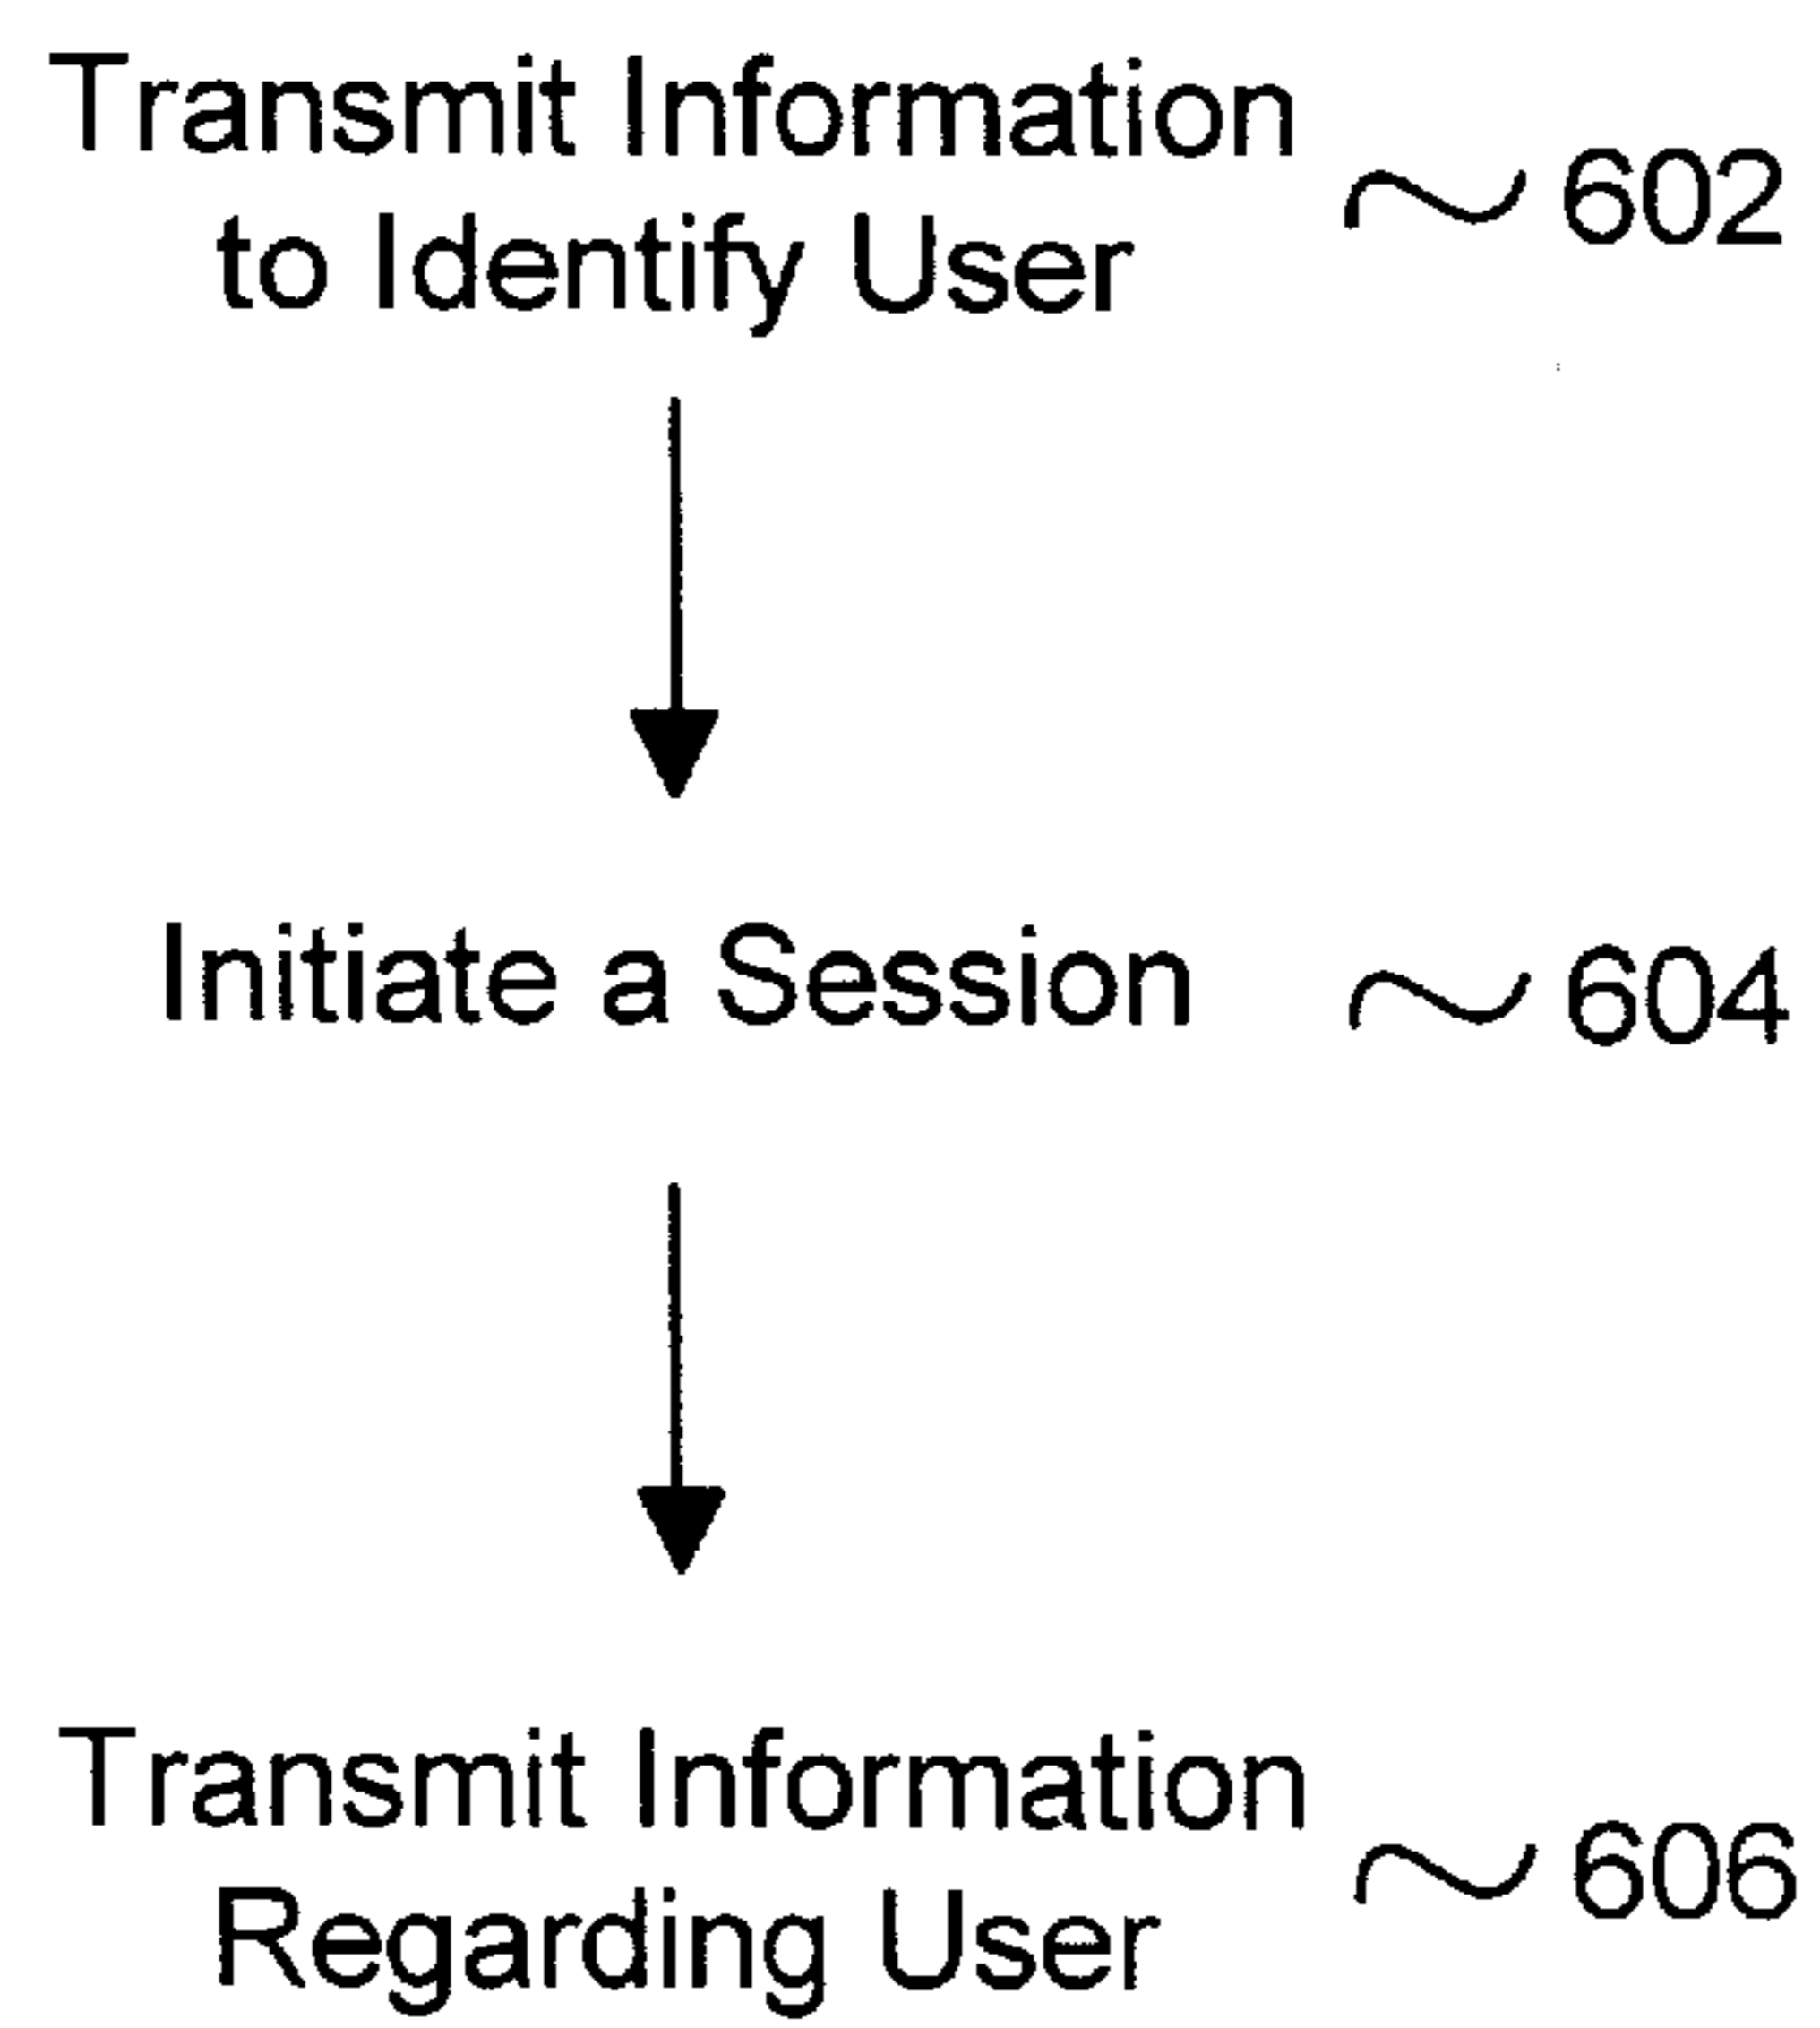 Transmit Information
to Identify User
602
Initiate a Session
604
Transmit Information
Regarding User
606